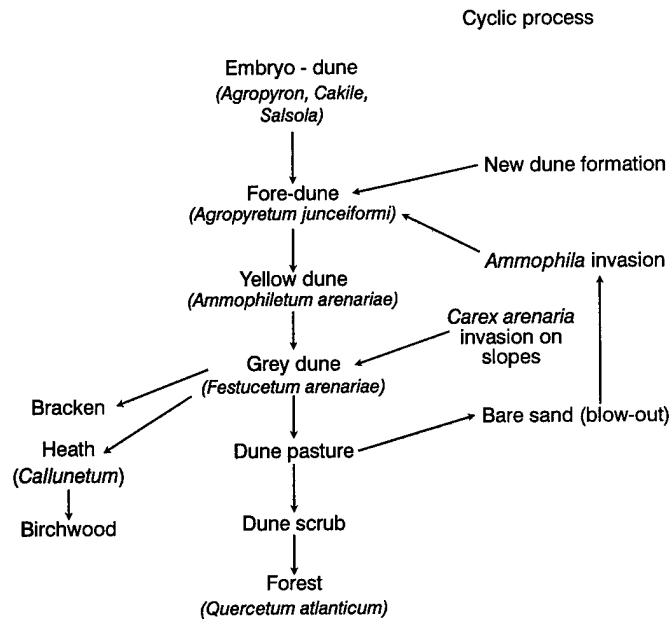 Cyclic process
Embryo - dune
(Agropyron, Cakile,
Salsola)
New dune formation
Fore-dune
(Agropyretum junceiformi)
Ammophila invasion
Yellow dune
(Ammophiletum arenariae)
Carex arenaria
invasion on
slopes
Grey dune
(Festucetum arenariae)
Bracken
Bare sand (blow-out)
Heath
(Callunetum)
Dune pasture
Birchwood
Dune scrub
Forest
(Quercetum atlanticum)